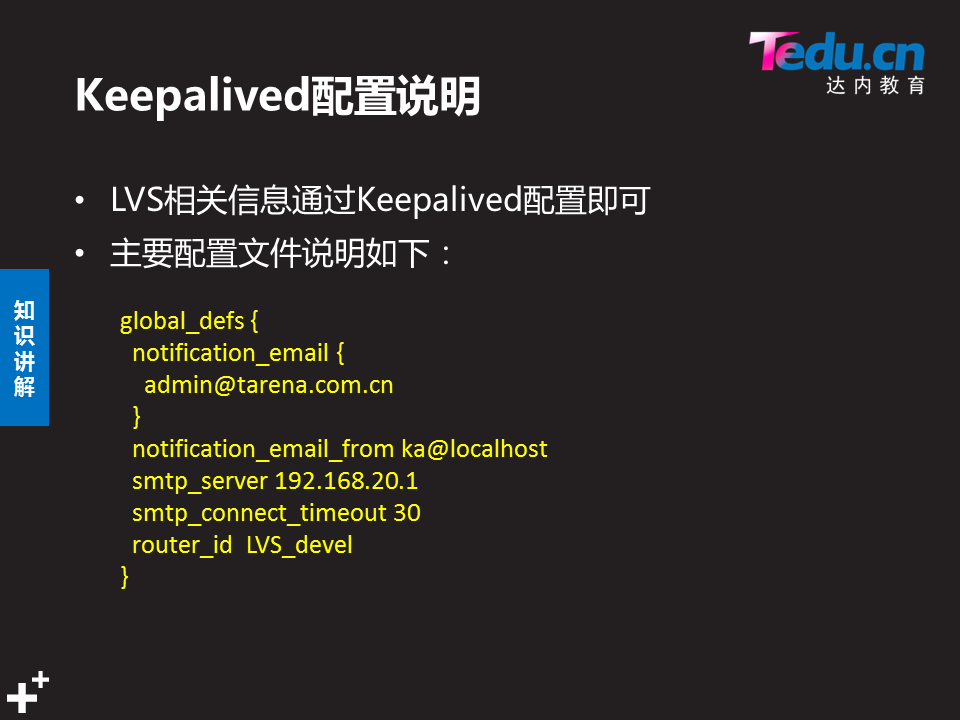 Tedu.cn
达内教育
Keepalived配置说明
• LVS相关信息通过Keepalived配置即可
• 主要配置文件说明如下：
知识讲解
global_defs {
  notification_email {
    admin@tarena.com.cn
  }
  notification_email_from ka@localhost
  smtp_server 192.168.20.1
  smtp_connect_timeout 30
  router_id  LVS_devel
}